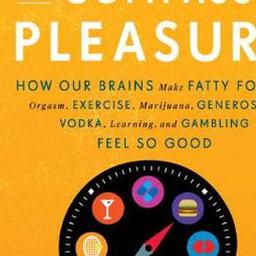 PLEASUR
HOW OUR BRAINS Make FATTY FO
Orgasm, EXERCISE, Marijuana, GENEROS
VODKA, Learning, and GAMBLING
FEEL SO GOOD